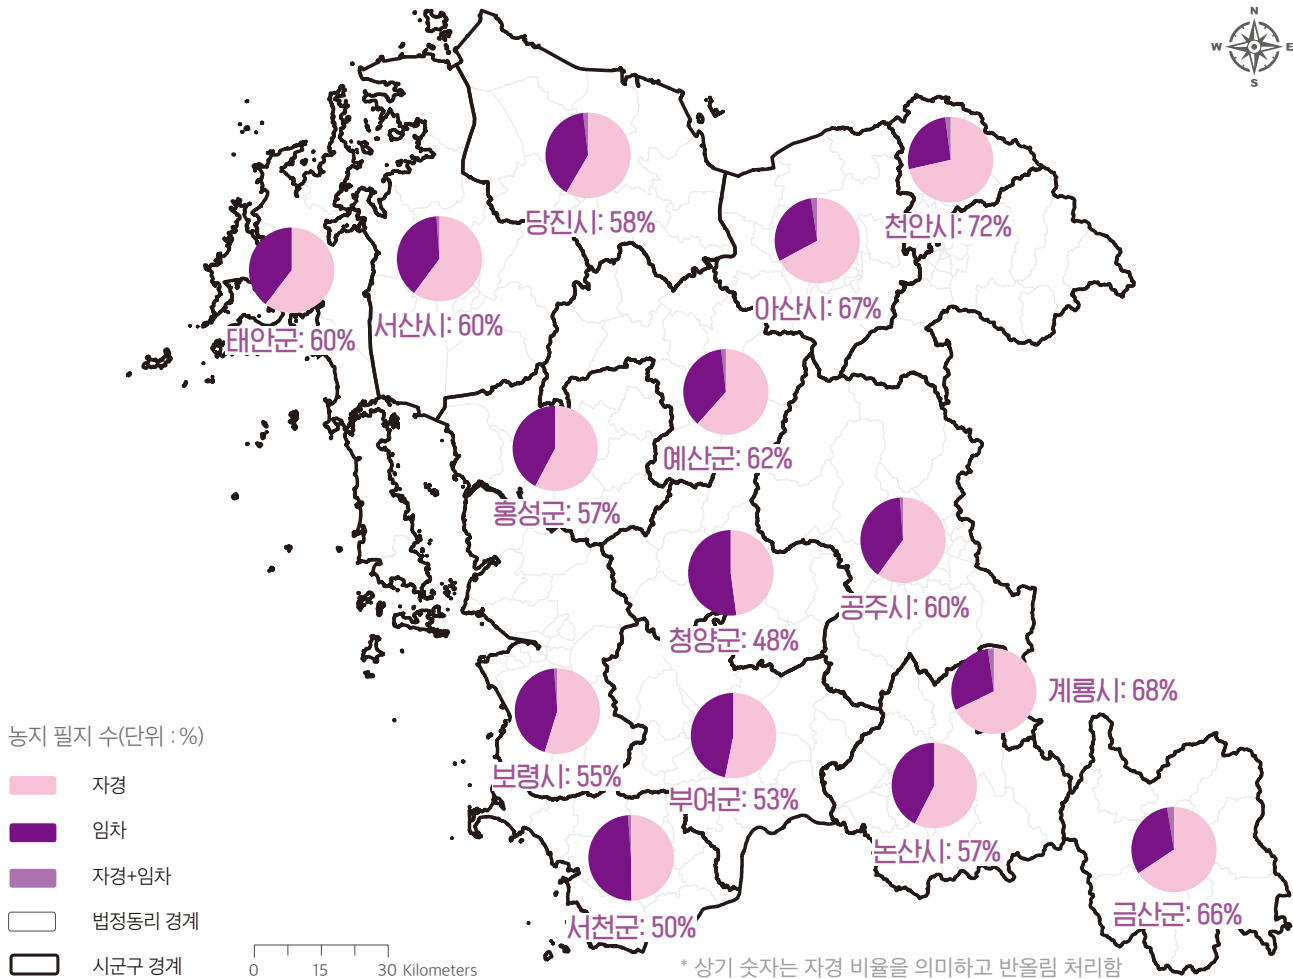 N
W E
S
당진시: 58%
천안시: 72%
아산시: 67%
서산시: 60%
태안군: 60%
예산군: 62%
홍성군: 57%
공주시: 60%
청양군: 48%
계룡시: 68%
보령시: 55%
부여군: 53%
논산시: 57%
금산군: 66%
서천군: 50%
농지 필지 수(단위 : %)
자경
임차
자경+임차
법정동리 경계
시군구 경계
0 15 30 Kilometers
* 상기 숫자는 자경 비율을 의미하고 반올림 처리함